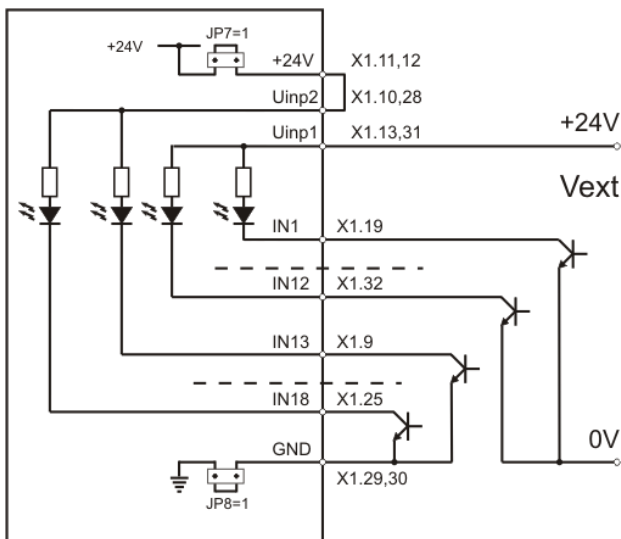 JP7=1
+24V
+24V X1.11,12
Uinp2 X1.10,28
Uinp1 X1.13,31
+24V
Vext
IN1 X1.19
IN12 X1.32
IN13 X1.9
IN18 X1.25
0V
GND
X1.29,30
JP8=1